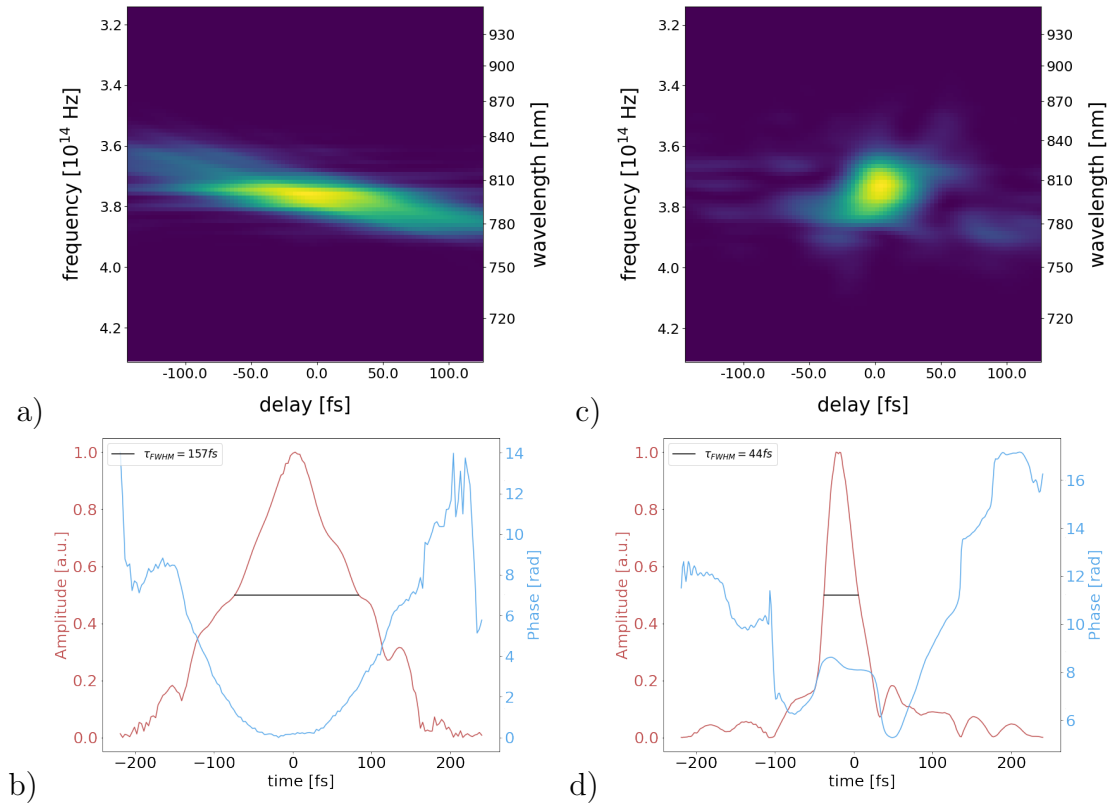 3.2
3.4
3.6
3.8
4.0
4.2
frequency [10^14 Hz]
930
900
870
840
810
780
750
720
wavelength [nm]
-100.0 -50.0 0.0 50.0 100.0
delay [fs]
a)
3.2
3.4
3.6
3.8
4.0
4.2
frequency [10^14 Hz]
930
900
870
840
810
780
750
720
wavelength [nm]
-100.0 -50.0 0.0 50.0 100.0
delay [fs]
c)
τFWHM = 157fs
1.0
0.8
0.6
0.4
0.2
0.0
Amplitude [a.u.]
14
12
10
8
6
4
2
0
Phase [rad]
−200 −100 0 100 200
time [fs]
b)
τFWHM = 44fs
1.0
0.8
0.6
0.4
0.2
0.0
Amplitude [a.u.]
16
14
12
10
8
6
Phase [rad]
−200 −100 0 100 200
time [fs]
d)